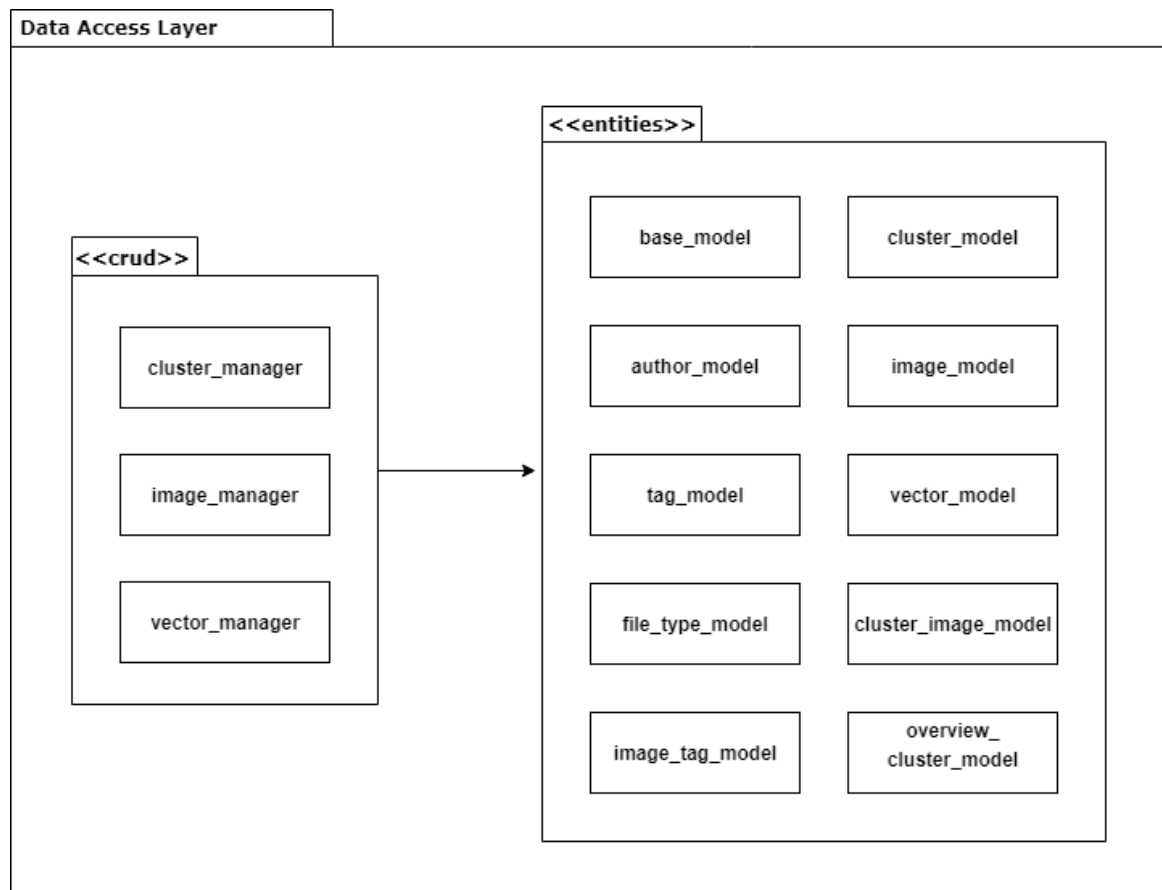 Data Access Layer
<<entities>>
base_model
cluster_model
<<crud>>
cluster_manager
author_model
image_model
image_manager
tag_model
vector_model
vector_manager
file_type_model
cluster_image_model
image_tag_model
overview_
cluster_model